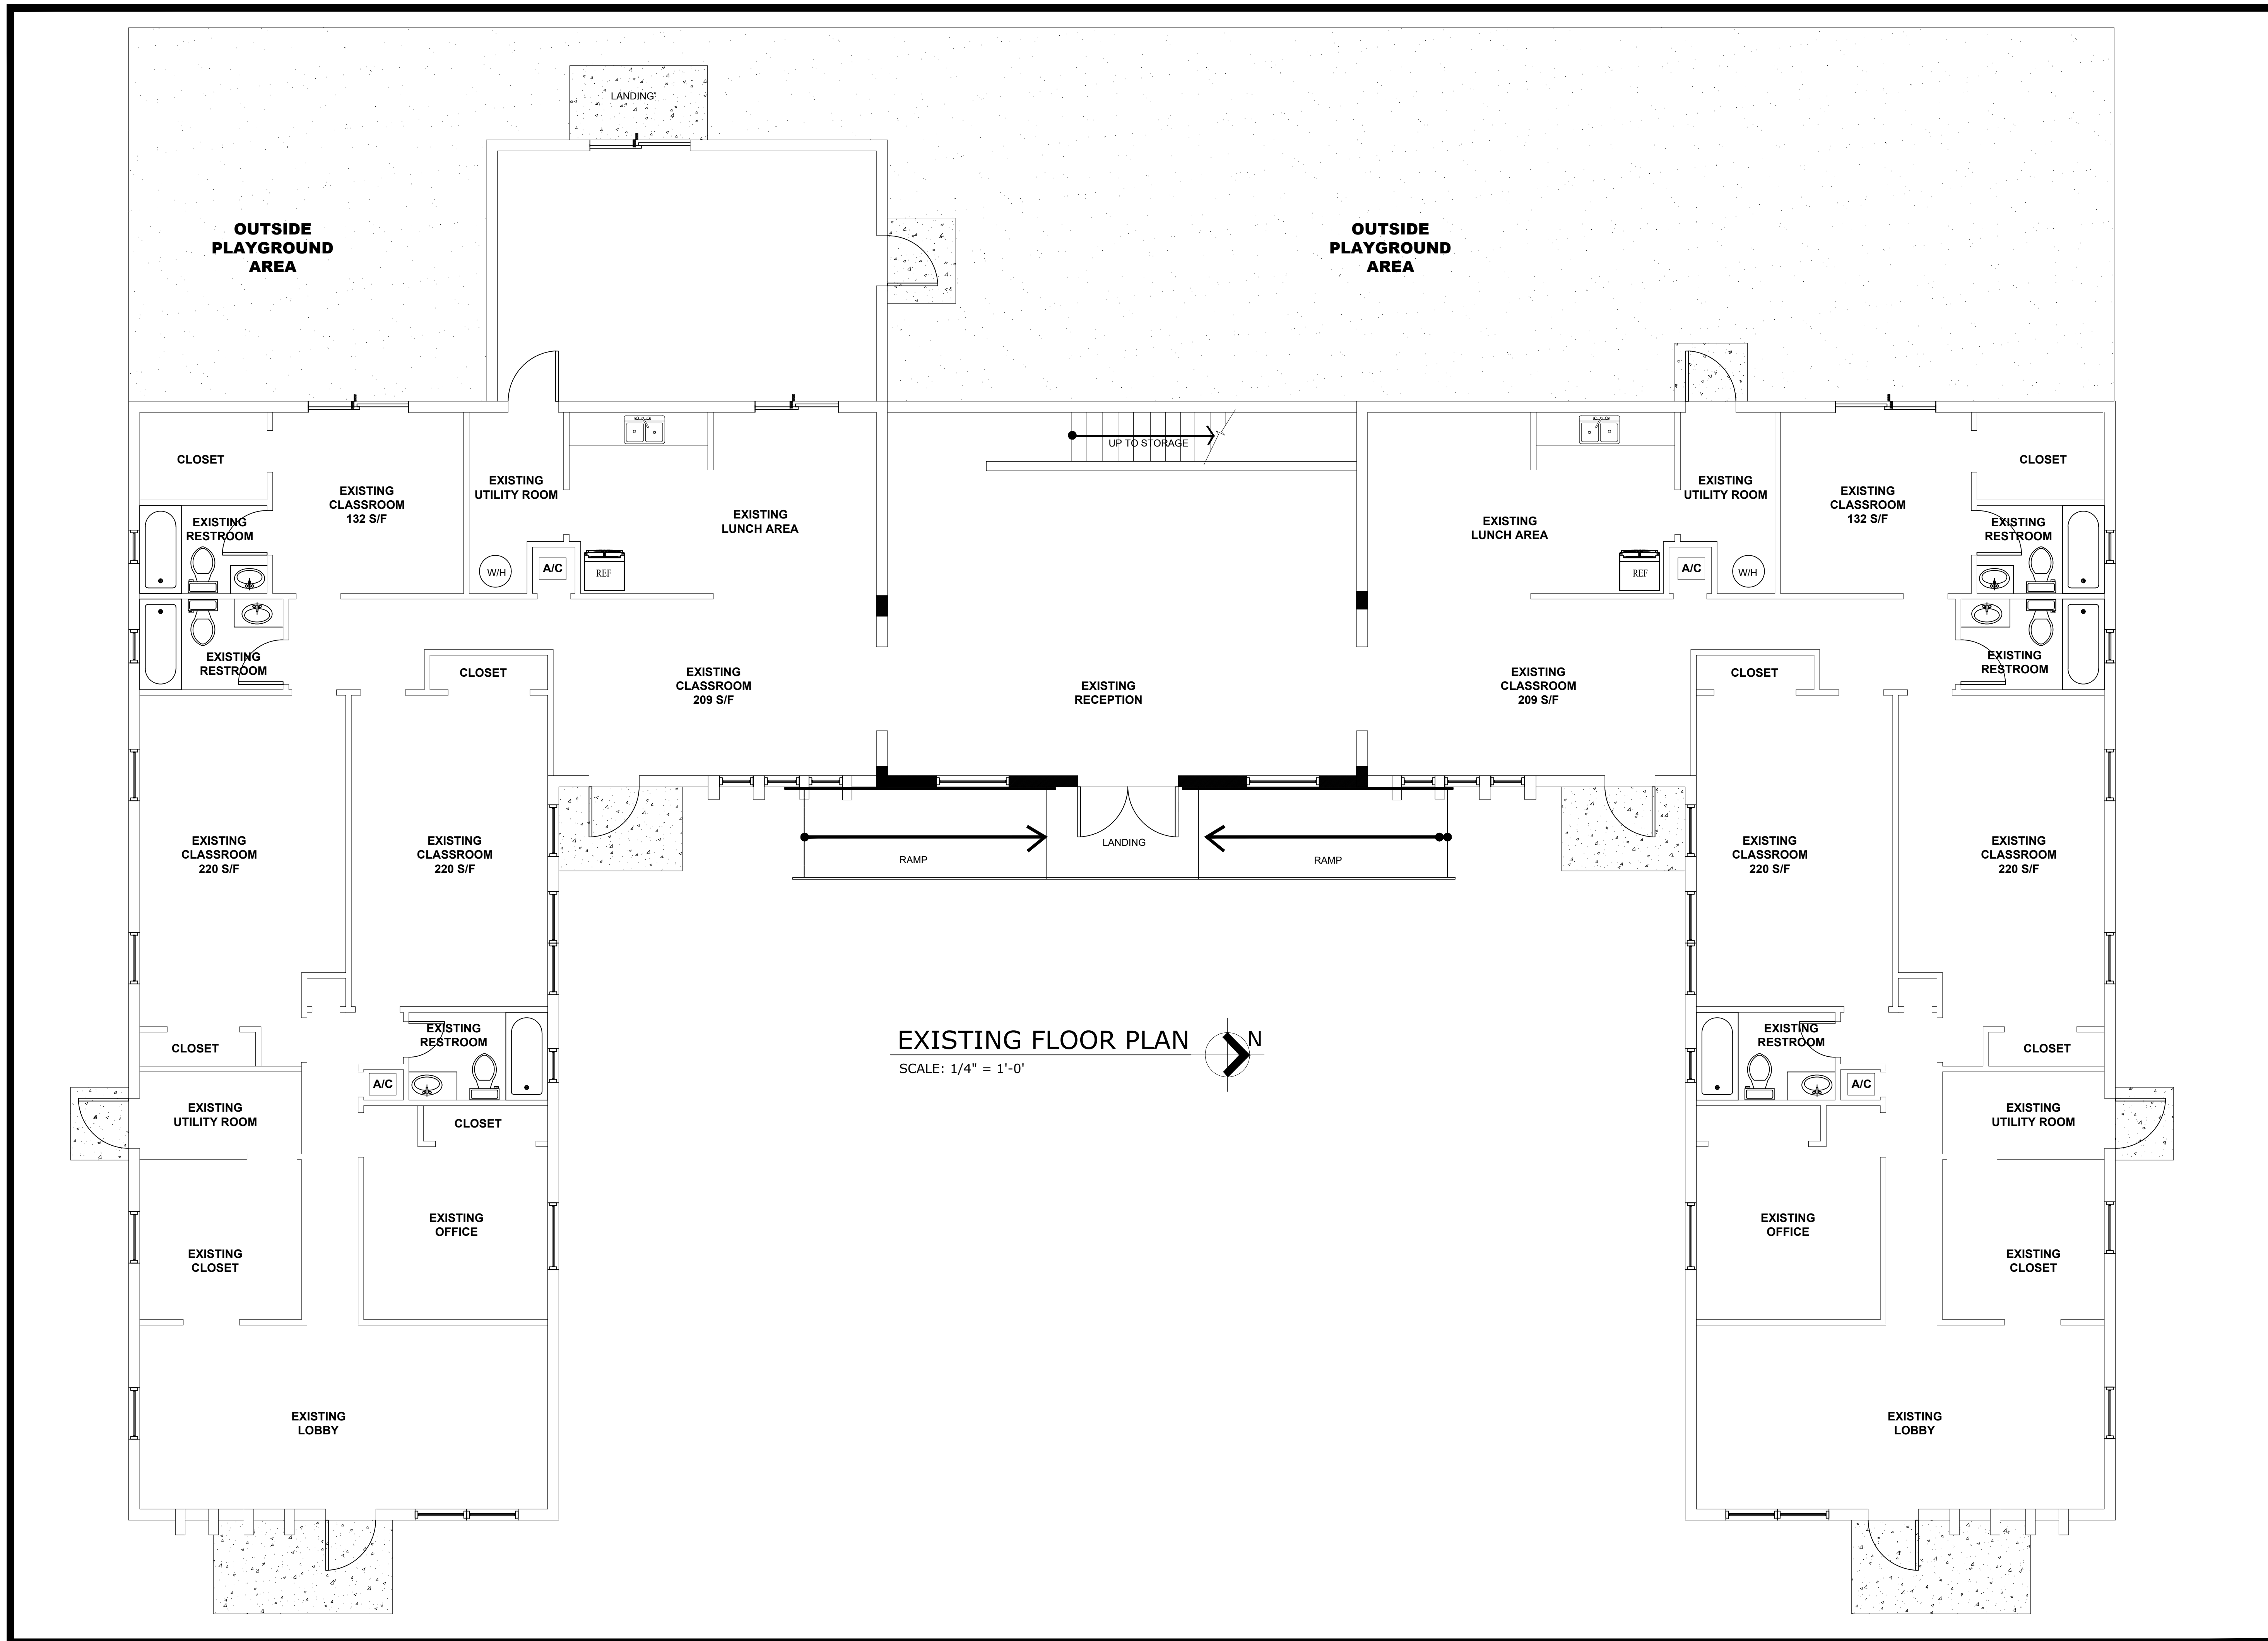 LANDING
OUTSIDE
PLAYGROUND
AREA
OUTSIDE
PLAYGROUND
AREA
UP TO STORAGE
CLOSET
EXISTING
CLASSROOM
132 S/F
EXISTING
UTILITY ROOM
EXISTING
LUNCH AREA
EXISTING
LUNCH AREA
EXISTING
UTILITY ROOM
EXISTING
CLASSROOM
132 S/F
CLOSET
EXISTING
RESTROOM
W/H
A/C
REF
REF
A/C
W/H
EXISTING
RESTROOM
EXISTING
RESTROOM
CLOSET
EXISTING
CLASSROOM
209 S/F
EXISTING
RECEPTION
EXISTING
CLASSROOM
209 S/F
CLOSET
EXISTING
RESTROOM
EXISTING
CLASSROOM
220 S/F
EXISTING
CLASSROOM
220 S/F
RAMP
LANDING
RAMP
EXISTING
CLASSROOM
220 S/F
EXISTING
CLASSROOM
220 S/F
CLOSET
EXISTING
RESTROOM
EXISTING FLOOR PLAN
N
SCALE: 1/4" = 1'-0'
EXISTING
RESTROOM
CLOSET
A/C
A/C
EXISTING
UTILITY ROOM
CLOSET
EXISTING
UTILITY ROOM
EXISTING
OFFICE
EXISTING
OFFICE
EXISTING
CLOSET
EXISTING
CLOSET
EXISTING
LOBBY
EXISTING
LOBBY